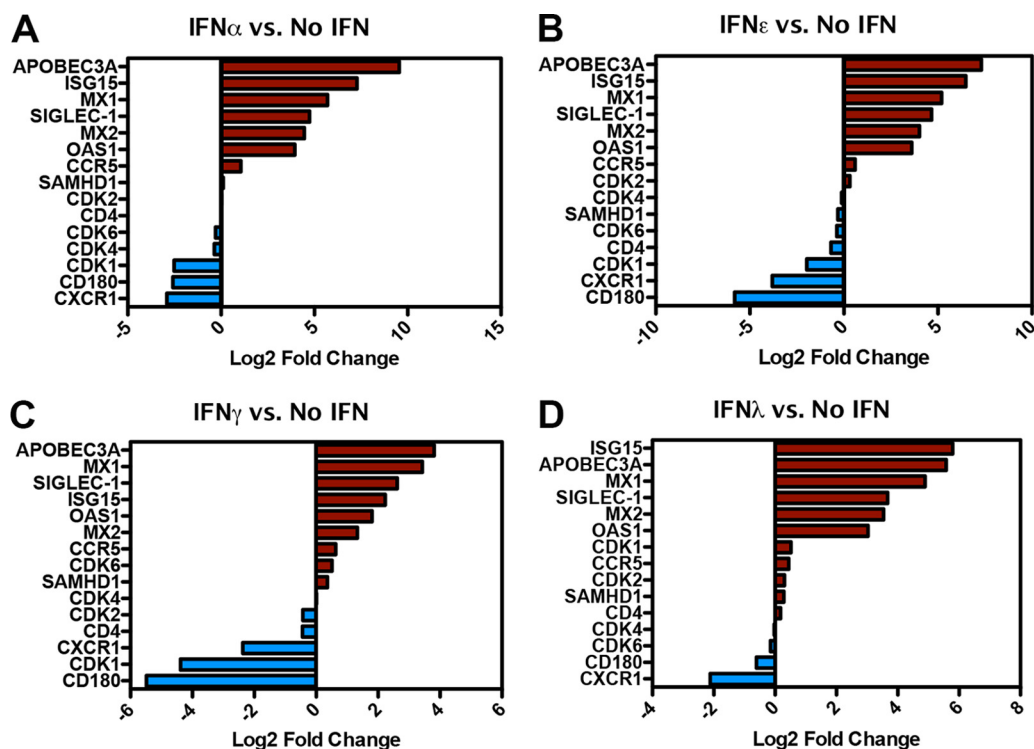 A
IFNα vs. No IFN
APOBEC3A
ISG15
MX1
SIGLEC-1
MX2
OAS1
CCR5
SAMHD1
CDK2
CD4
CDK6
CDK4
CDK1
CD180
CXCR1
-5 0 5 10 15
Log2 Fold Change
B
IFNε vs. No IFN
APOBEC3A
ISG15
MX1
SIGLEC-1
MX2
OAS1
CCR5
CDK2
CDK4
SAMHD1
CDK6
CD4
CDK1
CXCR1
CD180
-10 -5 0 5 10
Log2 Fold Change
C
IFNγ vs. No IFN
APOBEC3A
MX1
SIGLEC-1
ISG15
OAS1
MX2
CCR5
CDK6
SAMHD1
CDK4
CDK2
CD4
CXCR1
CDK1
CD180
-6 -4 -2 0 2 4 6
Log2 Fold Change
D
IFNλ vs. No IFN
ISG15
APOBEC3A
MX1
SIGLEC-1
MX2
OAS1
CDK1
CCR5
CDK2
SAMHD1
CD4
CDK4
CDK6
CD180
CXCR1
-4 -2 0 2 4 6 8
Log2 Fold Change